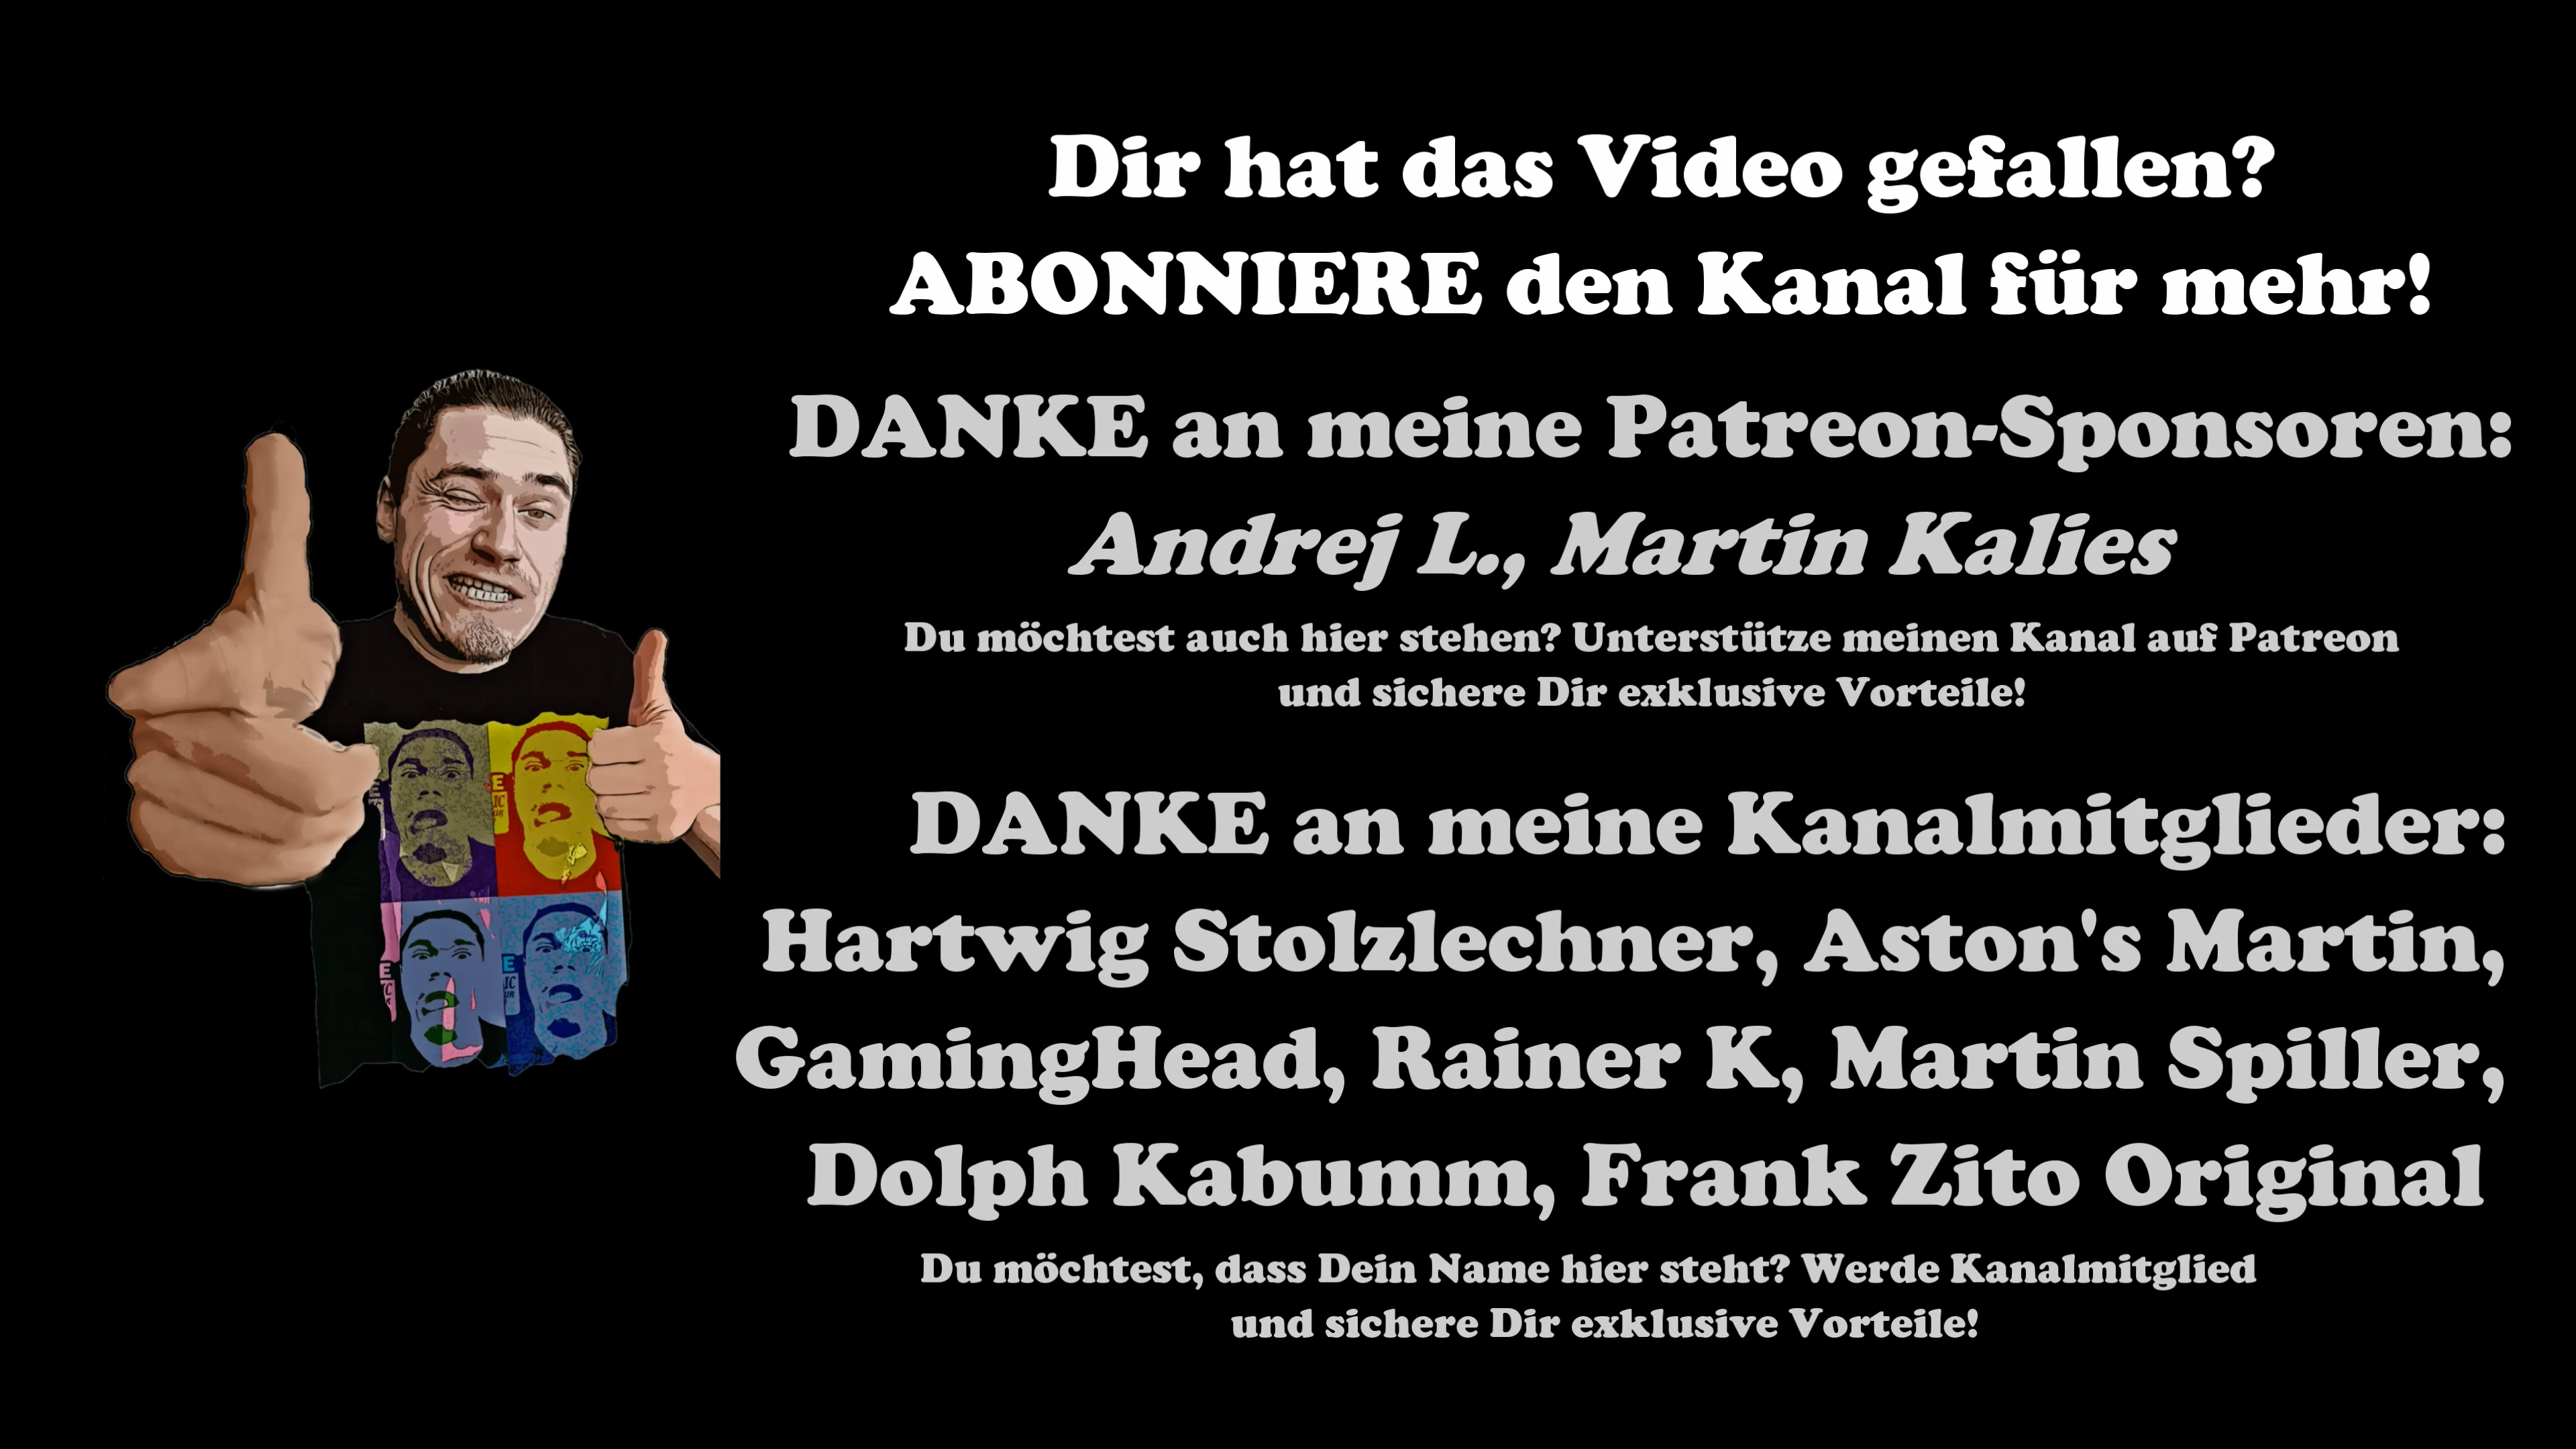 Dir hat das Video gefallen?
ABONNIERE den Kanal für mehr!
DANKE an meine Patreon-Sponsoren:
Andrej L., Martin Kalies
Du möchtest auch hier stehen? Unterstütze meinen Kanal auf Patreon
und sichere Dir exklusive Vorteile!
DANKE an meine Kanalmitglieder:
Hartwig Stolzlechner, Aston's Martin,
GamingHead, Rainer K, Martin Spiller,
Dolph Kabumm, Frank Zito Original
Du möchtest, dass Dein Name hier steht? Werde Kanalmitglied
und sichere Dir exklusive Vorteile!